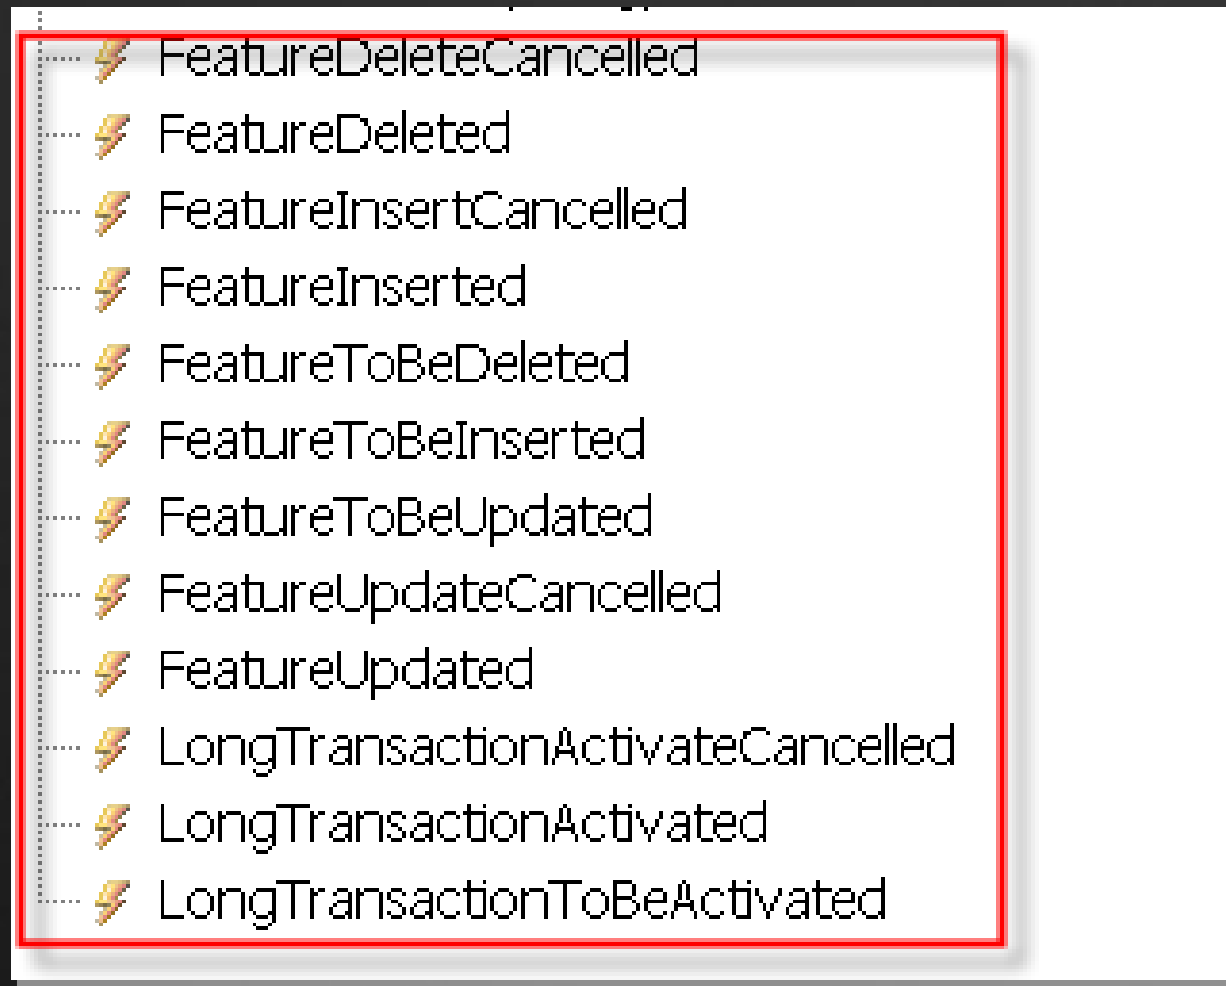 FeatureDeleteCancelled
FeatureDeleted
FeatureInsertCancelled
FeatureInserted
FeatureToBeDeleted
FeatureToBeInserted
FeatureToBeUpdated
FeatureUpdateCancelled
FeatureUpdated
LongTransactionActivateCancelled
LongTransactionActivated
LongTransactionToBeActivated